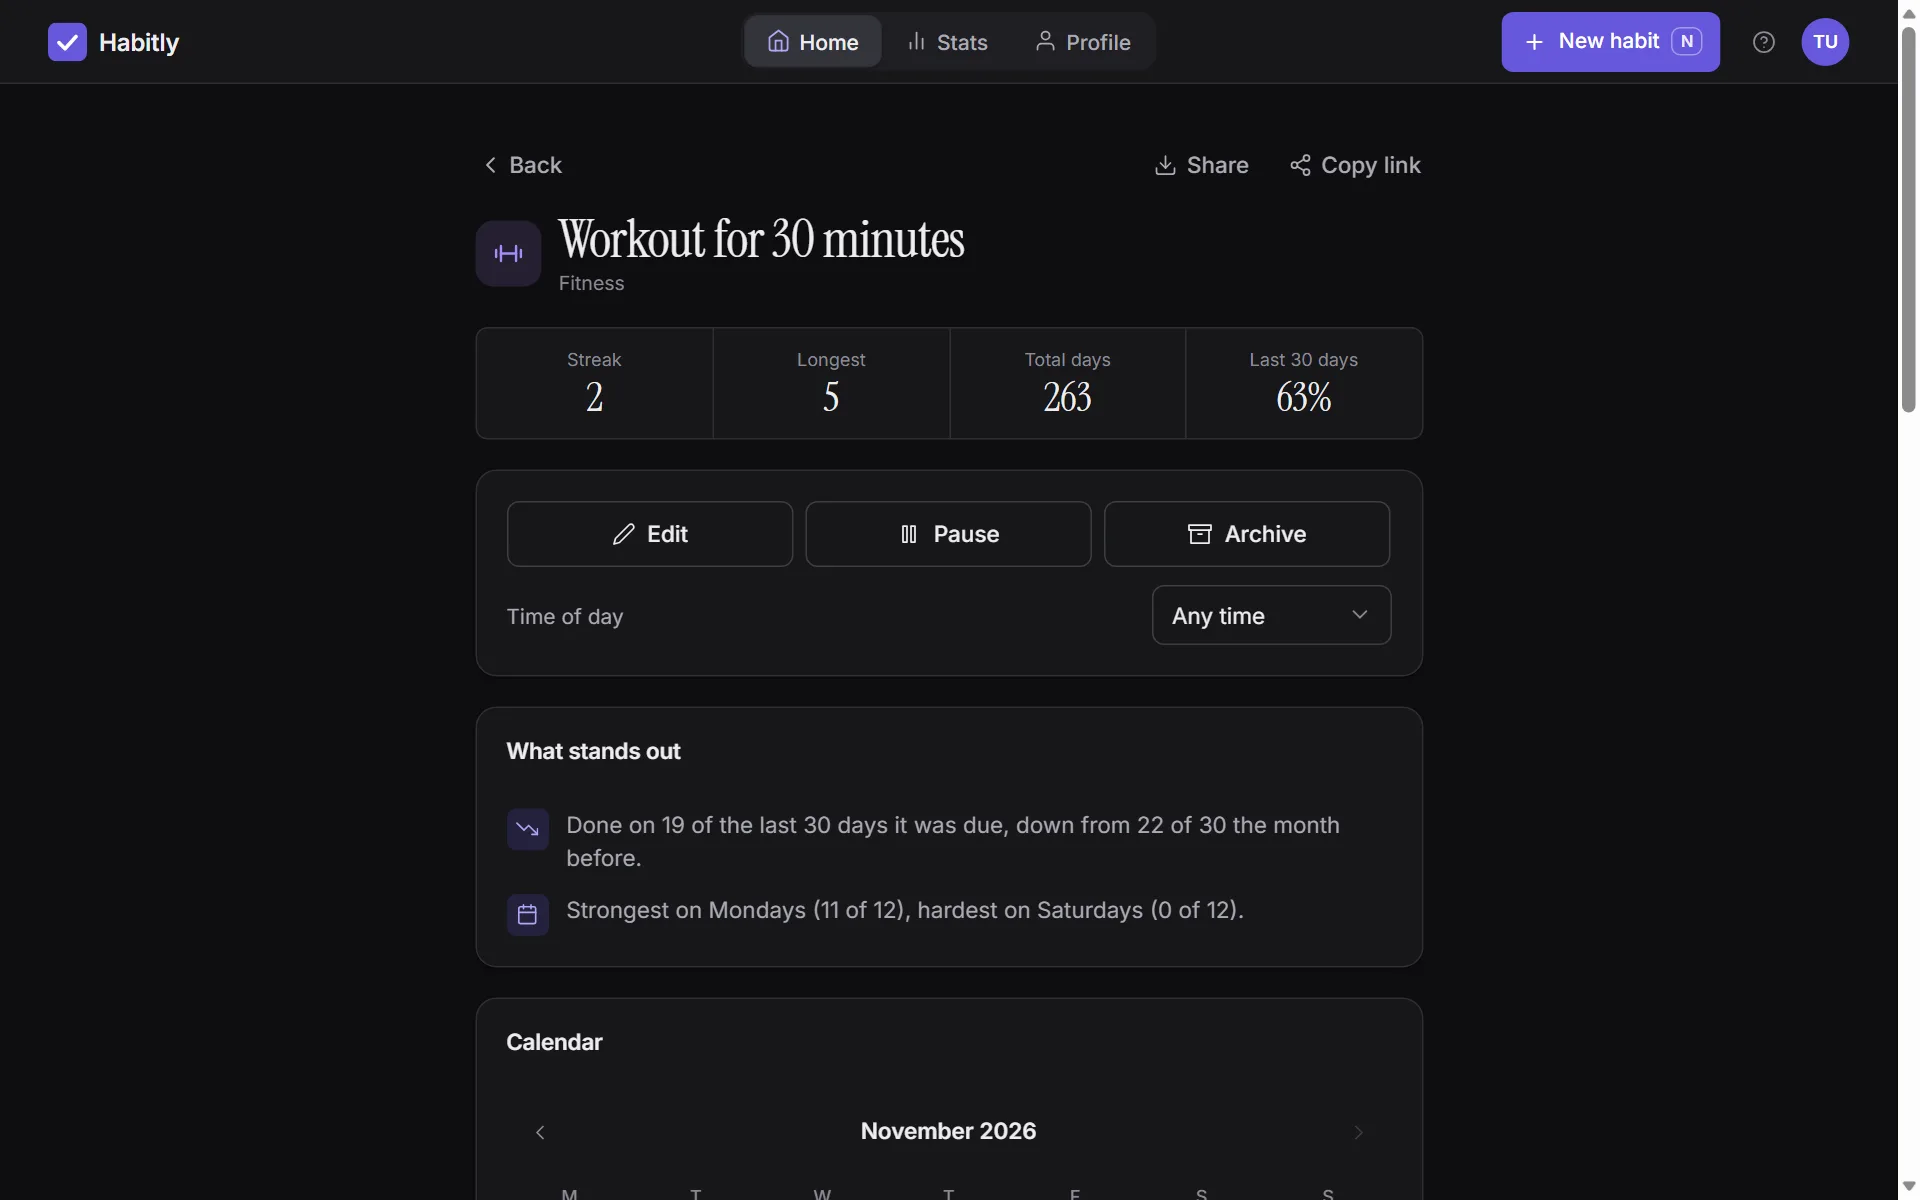 Habitly
Home
Stats
Profile
New habit N
TU
Back
Share
Copy link
Workout for 30 minutes
Fitness
Streak
2
Longest
5
Total days
263
Last 30 days
63%
Edit
Pause
Archive
Time of day
Any time
What stands out
Done on 19 of the last 30 days it was due, down from 22 of 30 the month
before.
Strongest on Mondays (11 of 12), hardest on Saturdays (0 of 12).
Calendar
November 2026
M T W T F S S